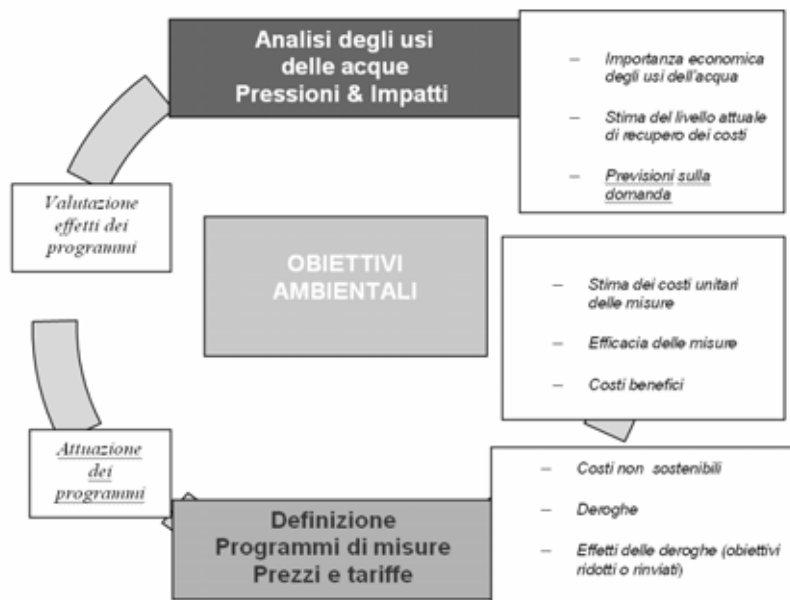 Analisi degli usi
delle acque
Pressioni & Impatti
– Importanza economica
degli usi dell'acqua
– Stima del livello attuale
di recupero dei costi
– Previsioni sulla
domanda
Valutazione
effetti dei
programmi
OBIETTIVI
AMBIENTALI
– Stima dei costi unitari
delle misure
– Efficacia delle misure
– Costi benefici
Attuazione
dei
programmi
Definizione
Programmi di misure
Prezzi e tariffe
– Costi non sostenibili
– Deroghe
– Effetti delle deroghe (obiettivi
ridotti o rinviati)